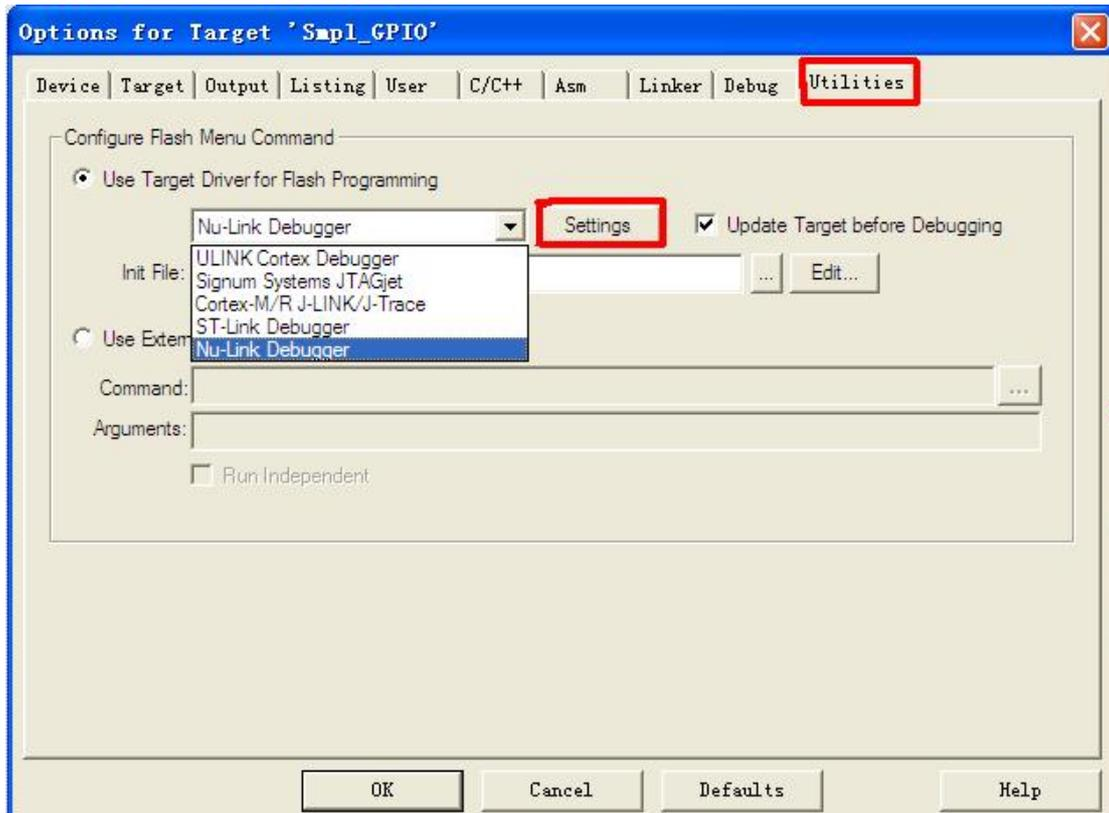 Options for Target 'Smpl_GPIO'
Device Target Output Listing User C/C++ Asm Linker Debug Utilities
Configure Flash Menu Command
Use Target Driver for Flash Programming
Nu-Link Debugger Settings Update Target before Debugging
ULINK Cortex Debugger
Init File: ... Edit...
Signum Systems JTAGjet
Cortex-M/R J-LINK/J-Trace
ST-Link Debugger
Use Extern
Nu-Link Debugger
Command: ...
Arguments:
Run Independent
OK Cancel Defaults Help